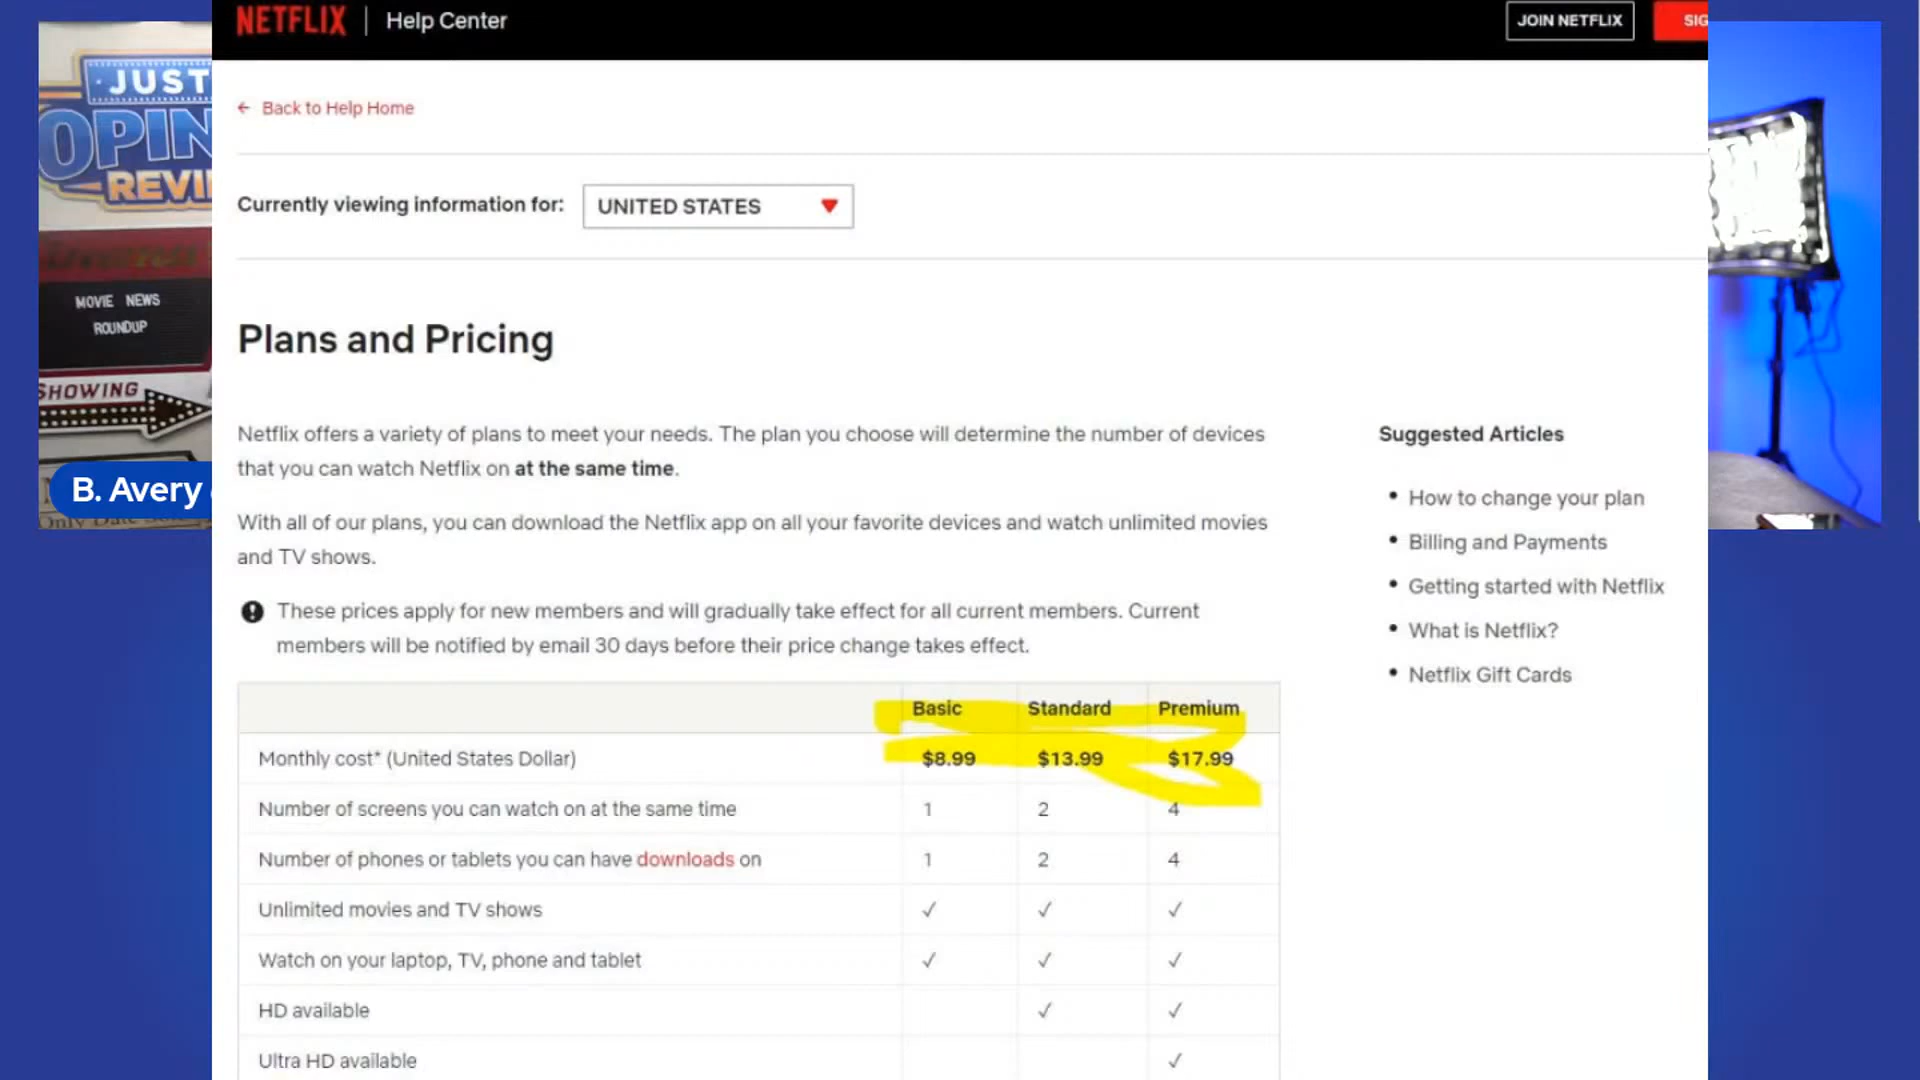 NETFLIX
Help Center
JOIN NETFLIX
SIG
JUST
OPIN
REVI
MOVIE NEWS
ROUNDUP
SHOWING
B. Avery
← Back to Help Home
Currently viewing information for:
UNITED STATES
Plans and Pricing
Netflix offers a variety of plans to meet your needs. The plan you choose will determine the number of devices
that you can watch Netflix on at the same time.
With all of our plans, you can download the Netflix app on all your favorite devices and watch unlimited movies
and TV shows.
These prices apply for new members and will gradually take effect for all current members. Current
members will be notified by email 30 days before their price change takes effect.
Basic Standard Premium
Monthly cost* (United States Dollar) $8.99 $13.99 $17.99
Number of screens you can watch on at the same time 1 2 4
Number of phones or tablets you can have downloads on 1 2 4
Unlimited movies and TV shows ✓ ✓ ✓
Watch on your laptop, TV, phone and tablet ✓ ✓ ✓
HD available ✓ ✓
Ultra HD available ✓
Suggested Articles
• How to change your plan
• Billing and Payments
• Getting started with Netflix
• What is Netflix?
• Netflix Gift Cards